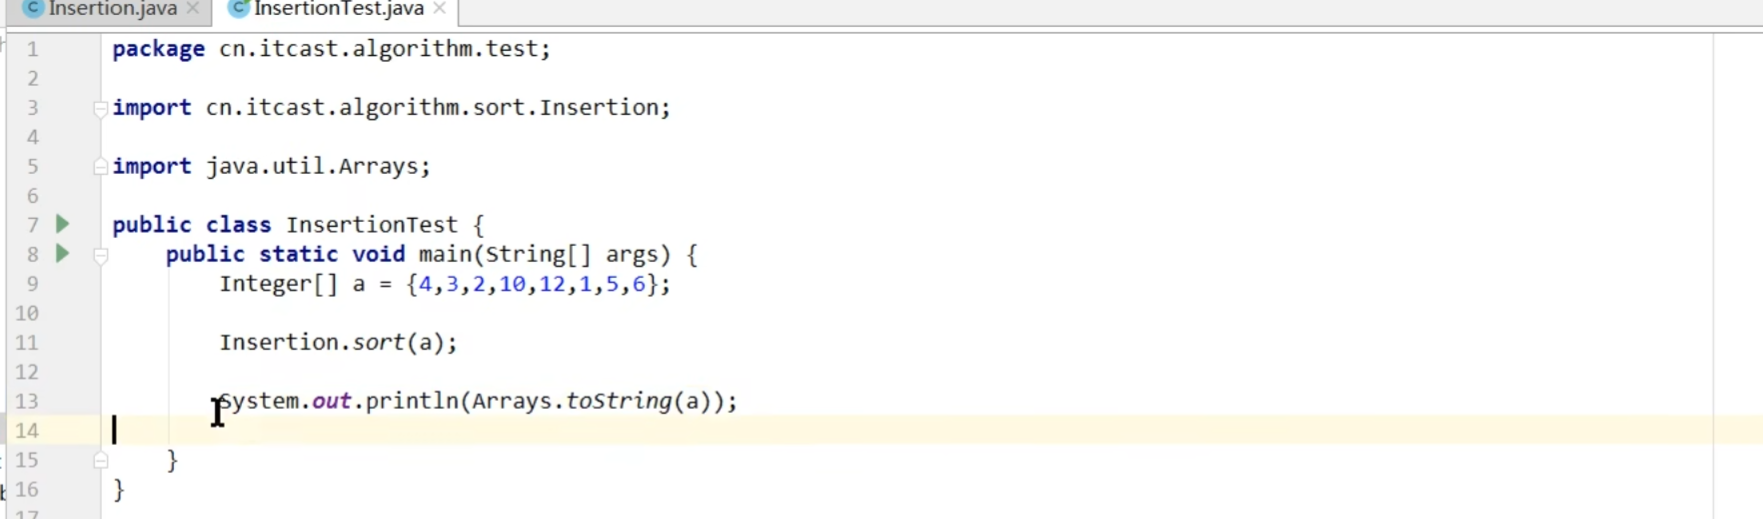 Insertion.java
InsertionTest.java
1 package cn.itcast.algorithm.test;
2
3 import cn.itcast.algorithm.sort.Insertion;
4
5 import java.util.Arrays;
6
7 public class InsertionTest {
8 public static void main(String[] args) {
9 Integer[] a = {4,3,2,10,12,1,5,6};
10
11 Insertion.sort(a);
12
13 System.out.println(Arrays.toString(a));
14
15 }
16 }
17